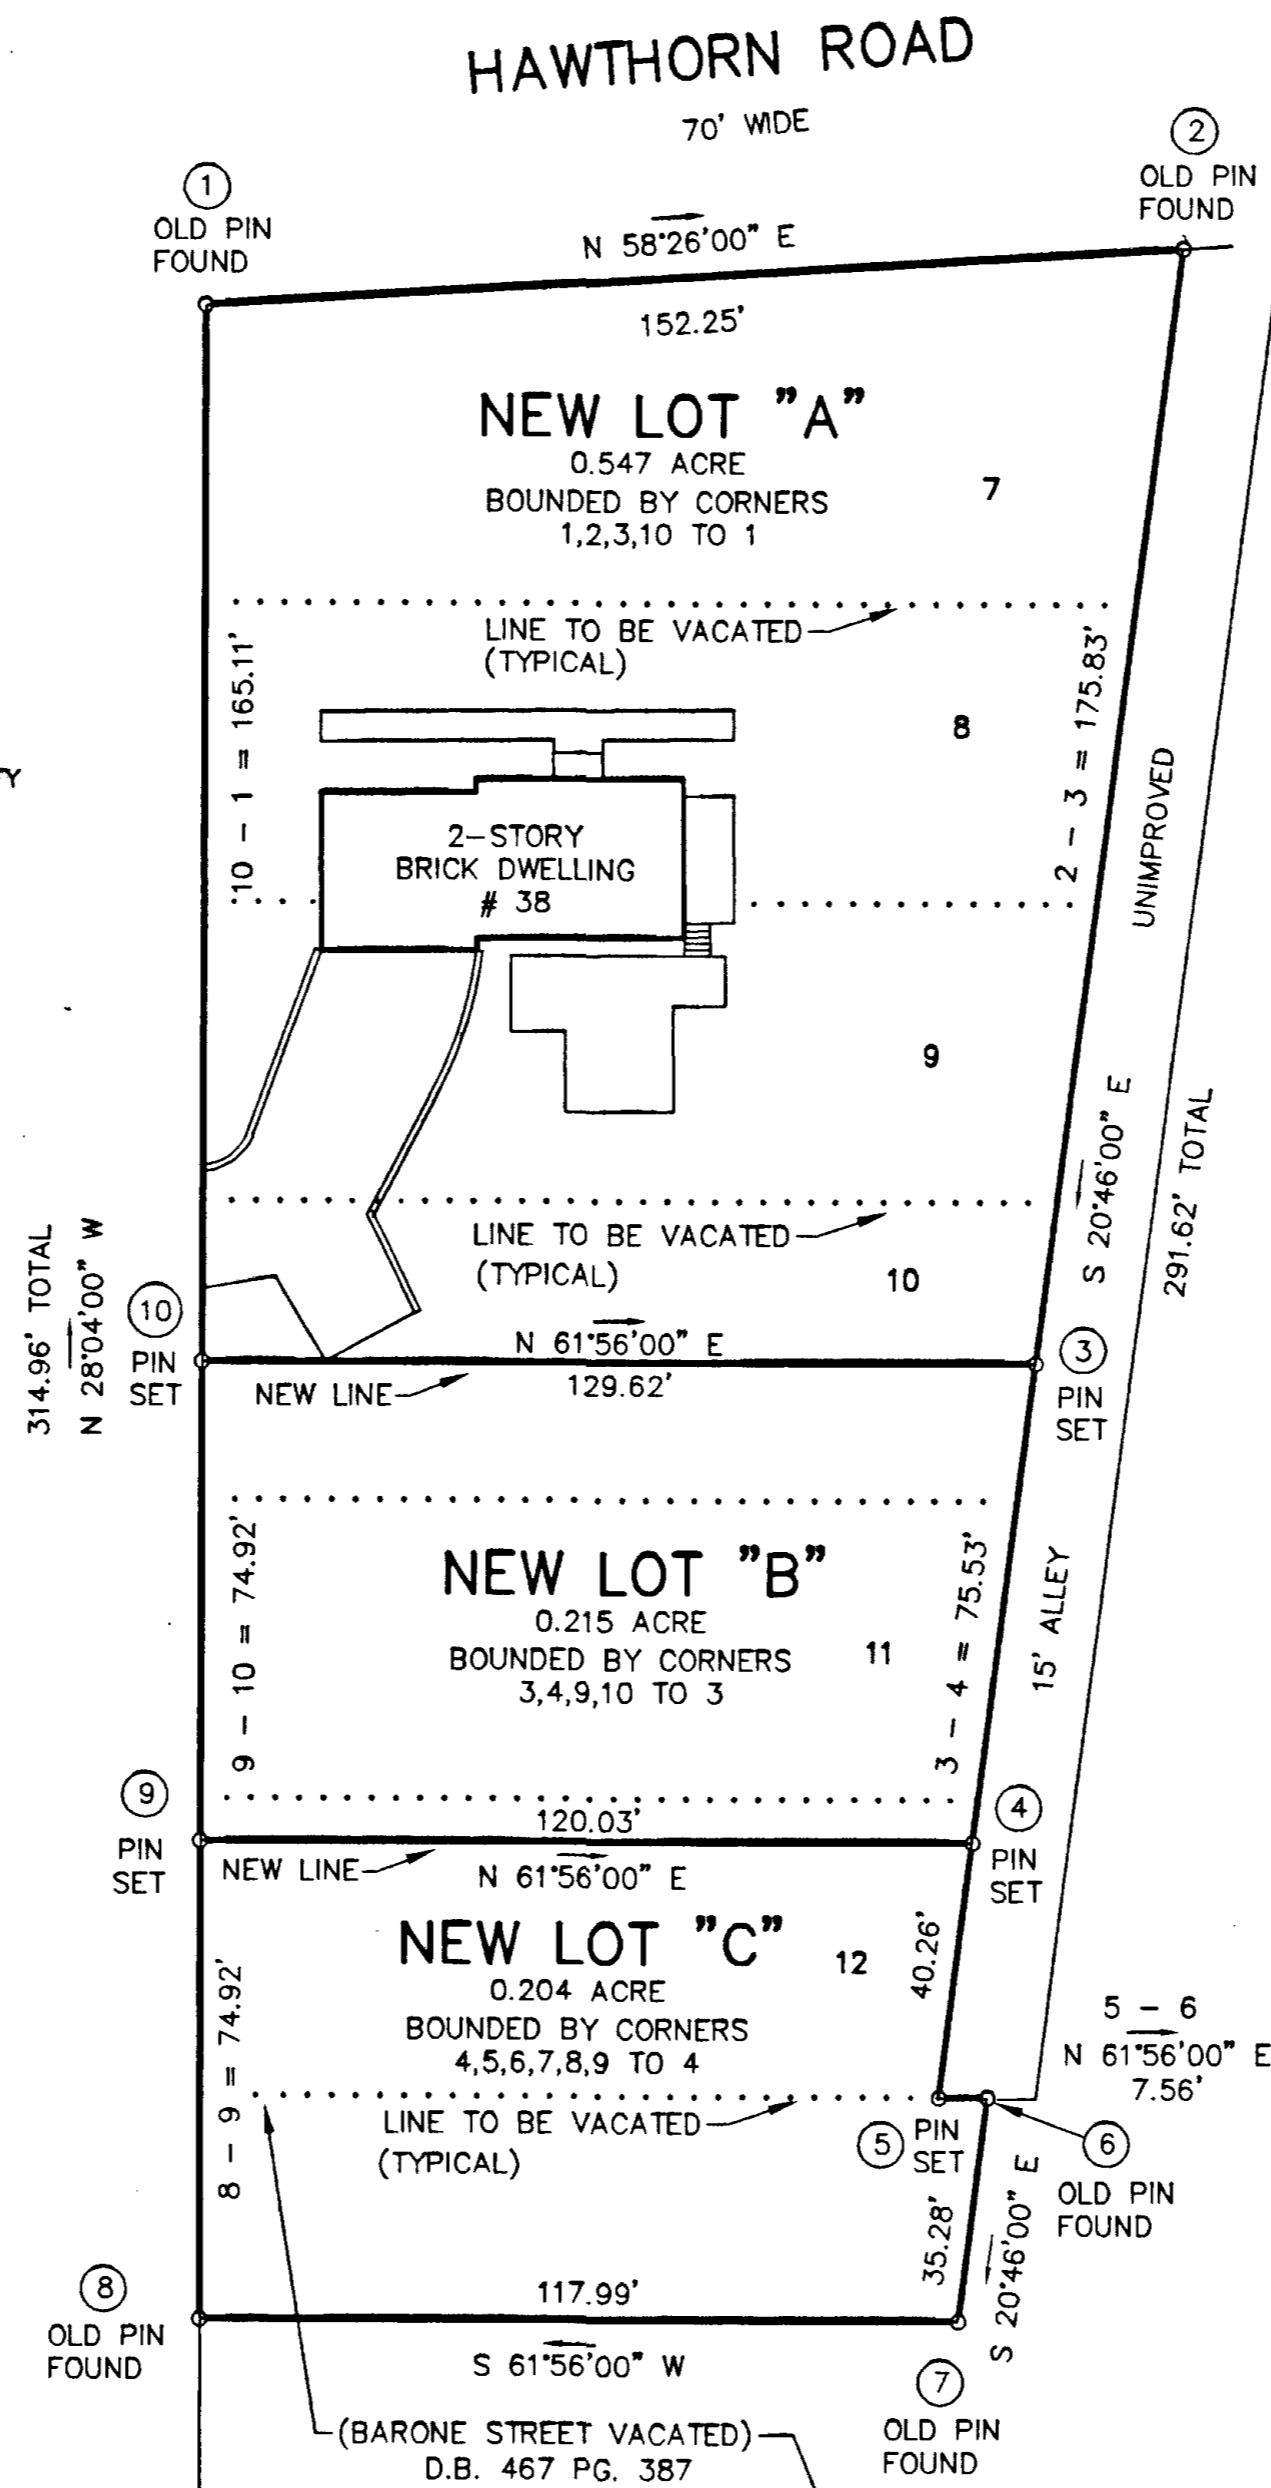 HAWTHORN ROAD
70' WIDE
1
OLD PIN
FOUND
2
OLD PIN
FOUND
N 58°26'00" E
152.25'
NEW LOT "A"
0.547 ACRE
BOUNDED BY CORNERS
1,2,3,10 TO 1
7
LINE TO BE VACATED
(TYPICAL)
10 - 1 = 165.11'
2 - 3 = 175.83'
8
2-STORY
BRICK DWELLING
# 38
UNIMPROVED
9
S 20°46'00" E
291.62' TOTAL
LINE TO BE VACATED
(TYPICAL)
10
314.96' TOTAL
N 28°04'00" W
10
PIN
SET
N 61°56'00" E
129.62'
NEW LINE
3
PIN
SET
9 - 10 = 74.92'
NEW LOT "B"
0.215 ACRE
BOUNDED BY CORNERS
3,4,9,10 TO 3
11
3 - 4 = 75.53'
15' ALLEY
9
PIN
SET
120.03'
NEW LINE
N 61°56'00" E
4
PIN
SET
NEW LOT "C"
0.204 ACRE
BOUNDED BY CORNERS
4,5,6,7,8,9 TO 4
12
40.26'
8 - 9 = 74.92'
5 - 6
N 61°56'00" E
7.56'
LINE TO BE VACATED
(TYPICAL)
5
PIN
SET
6
OLD PIN
FOUND
35.28'
S 20°46'00" E
8
OLD PIN
FOUND
117.99'
S 61°56'00" W
7
OLD PIN
FOUND
(BARONE STREET VACATED)
D.B. 467 PG. 387